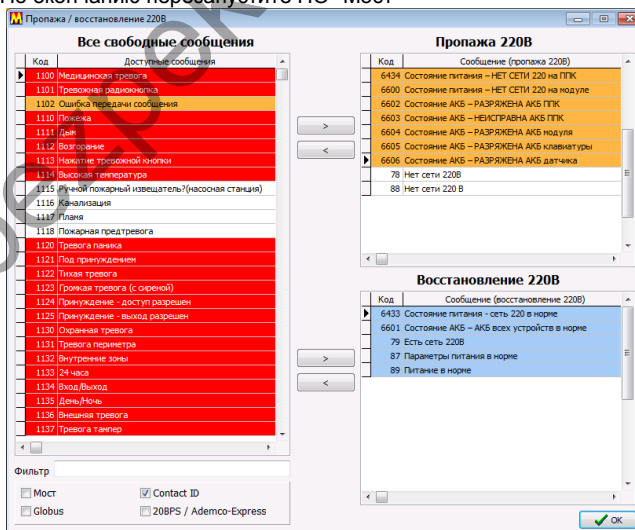 По окончанию перезапустите ПО "Мост"
Пропажа / восстановление 220В
Все свободные сообщения
Код Доступные сообщения
1100 Медицинская тревога
1101 Тревожная радиокнопка
1102 Ошибка передачи сообщения
1110 Пожежа
1111 Дым
1112 Возгорание
1113 Нажатие тревожной кнопки
1114 Высокая температура
1115 Ручной пожарный извещатель?(насосная станция)
1116 Канализация
1117 Пламя
1118 Пожарная предтревога
1120 Тревога паника
1121 Под принуждением
1122 Тихая тревога
1123 Громкая тревога (с сиреной)
1124 Принуждение - доступ разрешен
1125 Принуждение - выход разрешен
1130 Охранная тревога
1131 Тревога периметра
1132 Внутренние зоны
1133 24 часа
1134 Вход/Выход
1135 День/Ночь
1136 Внешняя тревога
1137 Тревога тампер
Фильтр
Мост
Contact ID
Globus
20BPS / Ademco-Express
>
<
>
<
Пропажа 220В
Код Сообщение (пропажа 220В)
6434 Состояние питания – НЕТ СЕТИ 220 на ППК
6600 Состояние питания – НЕТ СЕТИ 220 на модуле
6602 Состояние АКБ – РАЗРЯЖЕНА АКБ ППК
6603 Состояние АКБ – НЕИСПРАВНА АКБ ППК
6604 Состояние АКБ – РАЗРЯЖЕНА АКБ модуля
6605 Состояние АКБ – РАЗРЯЖЕНА АКБ клавиатуры
6606 Состояние АКБ – РАЗРЯЖЕНА АКБ датчика
78 Нет сети 220В
88 Нет сети 220 В
Восстановление 220В
Код Сообщение (восстановление 220В)
6433 Состояние питания - сеть 220 в норме
6601 Состояние АКБ – АКБ всех устройств в норме
79 Есть сеть 220В
87 Параметры питания в норме
89 Питание в норме
OK